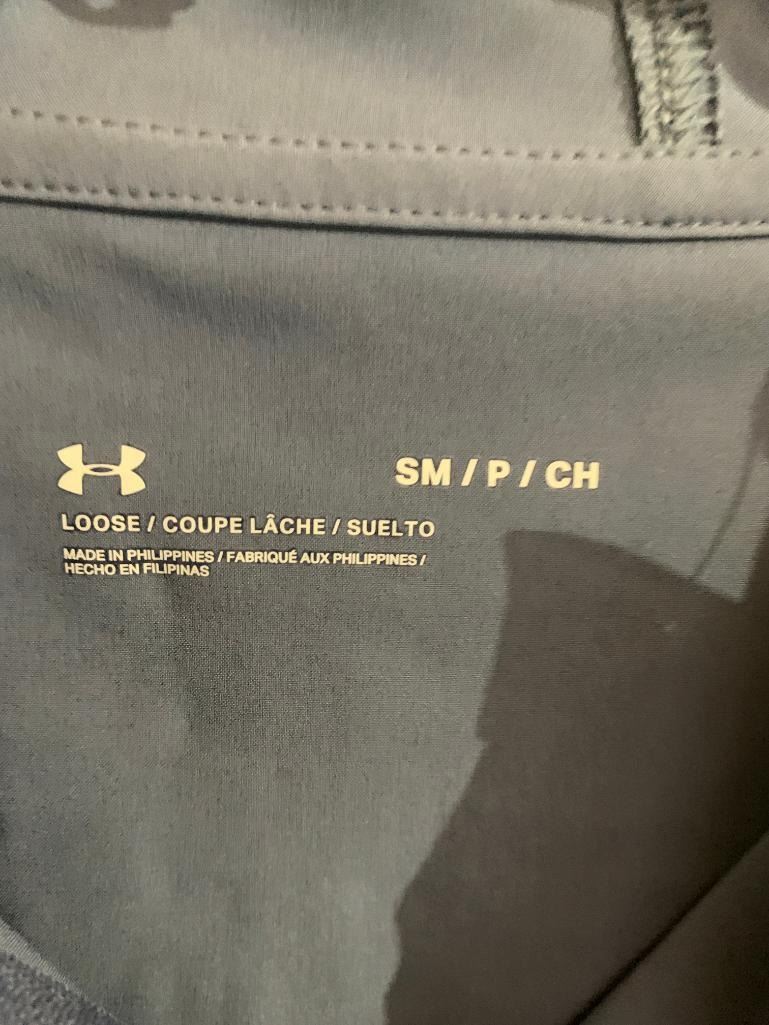 SM / P / CH
LOOSE / COUPE LÂCHE / SUELTO
MADE IN PHILIPPINES / FABRIQUÉ AUX PHILIPPINES /
HECHO EN FILIPINAS